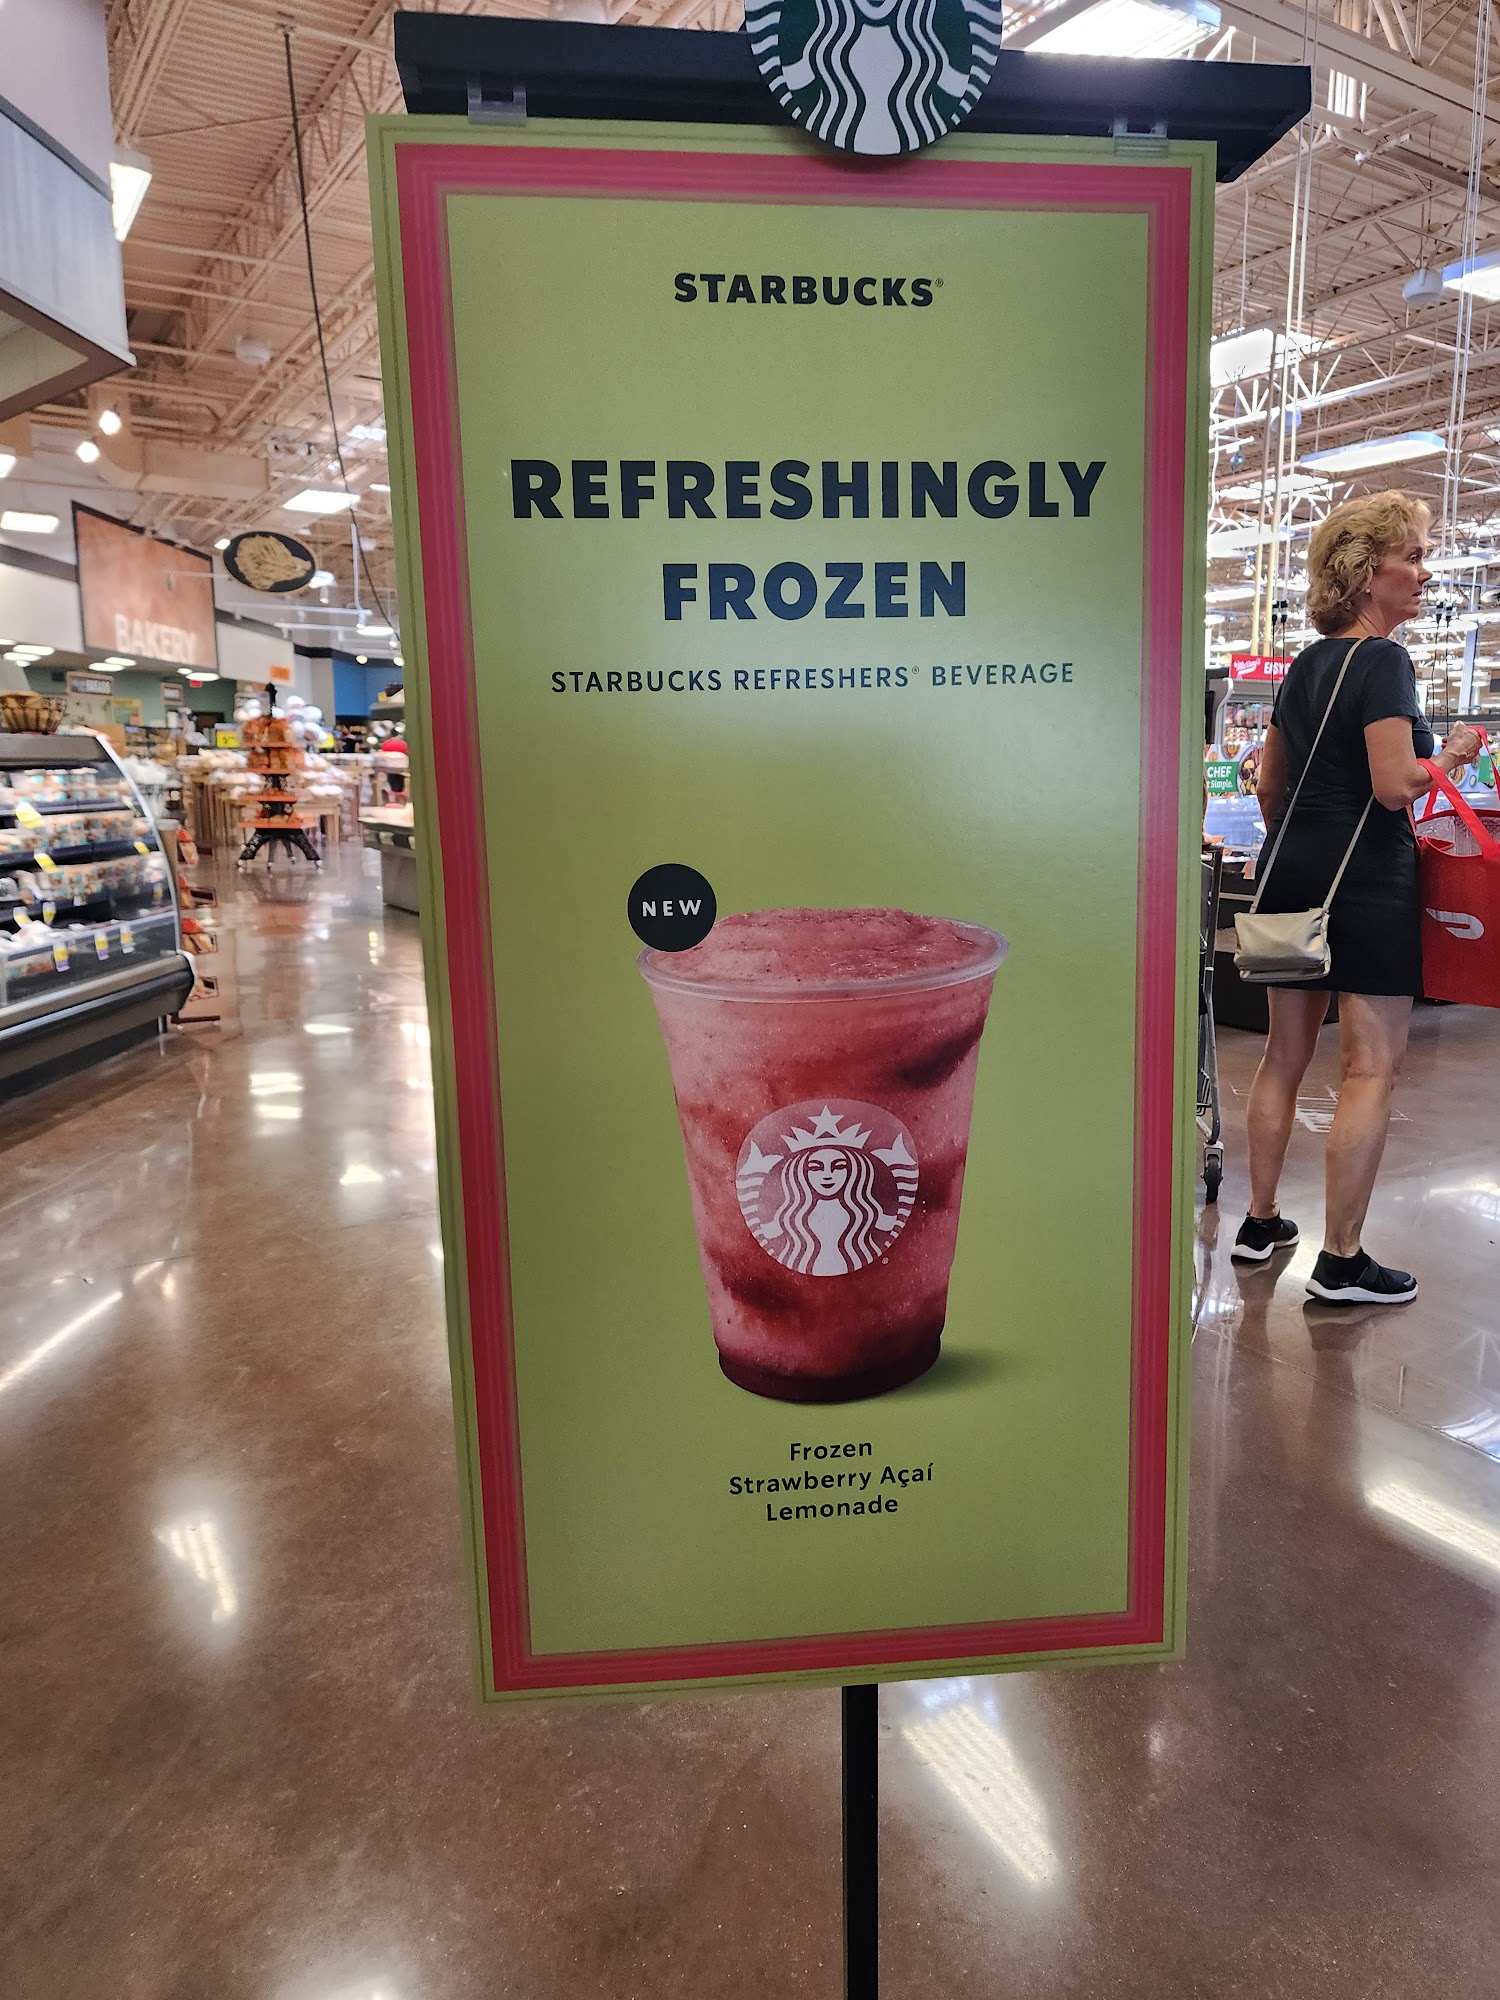 STARBUCKS®
REFRESHINGLY
FROZEN
STARBUCKS REFRESHERS® BEVERAGE
NEW
Frozen
Strawberry Açaí
Lemonade
BAKERY
CHEF